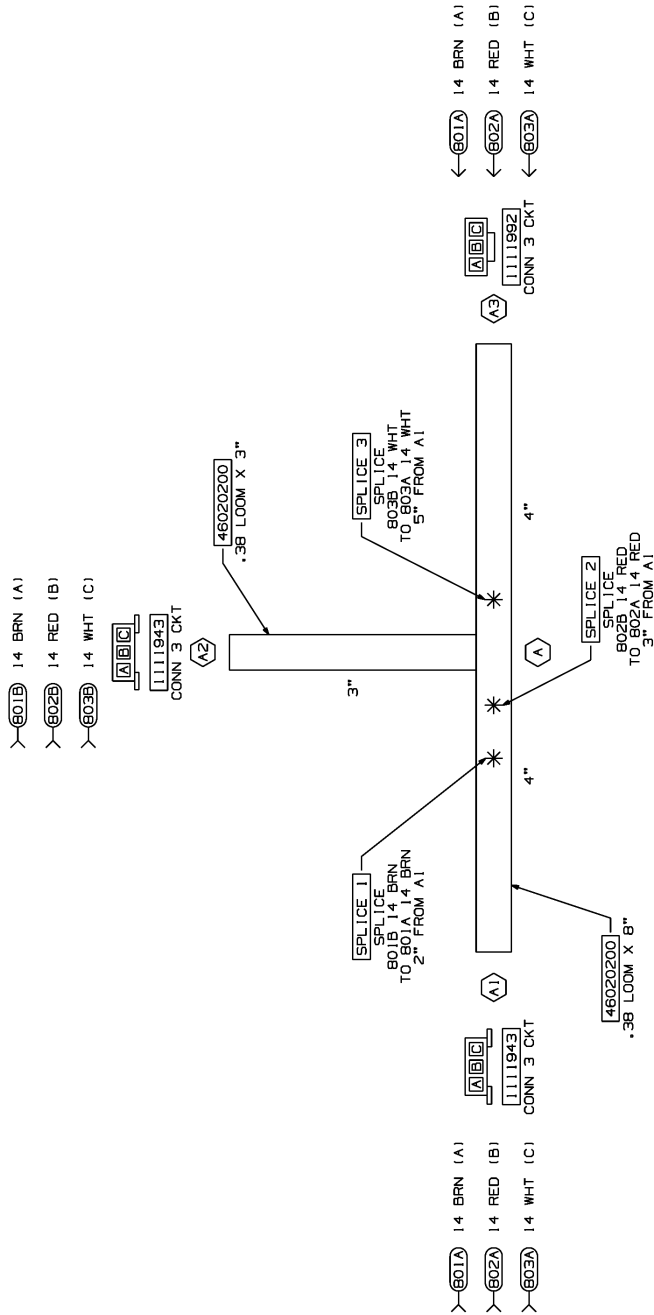 801B 14 BRN (A)
802B 14 RED (B)
803B 14 WHT (C)
A B C
1111943
CONN 3 CKT
A2
46020200
.38 LOOM X 3"
3"
801A 14 BRN (A)
802A 14 RED (B)
803A 14 WHT (C)
A B C
1111943
CONN 3 CKT
A1
SPLICE 1
SPLICE
801B 14 BRN
TO 801A 14 BRN
2" FROM A1
SPLICE 3
SPLICE
803B 14 WHT
TO 803A 14 WHT
5" FROM A1
46020200
.38 LOOM X 8"
4"
A
4"
SPLICE 2
SPLICE
802B 14 RED
TO 802A 14 RED
3" FROM A1
A3
A B C
1111992
CONN 3 CKT
801A 14 BRN (A)
802A 14 RED (B)
803A 14 WHT (C)